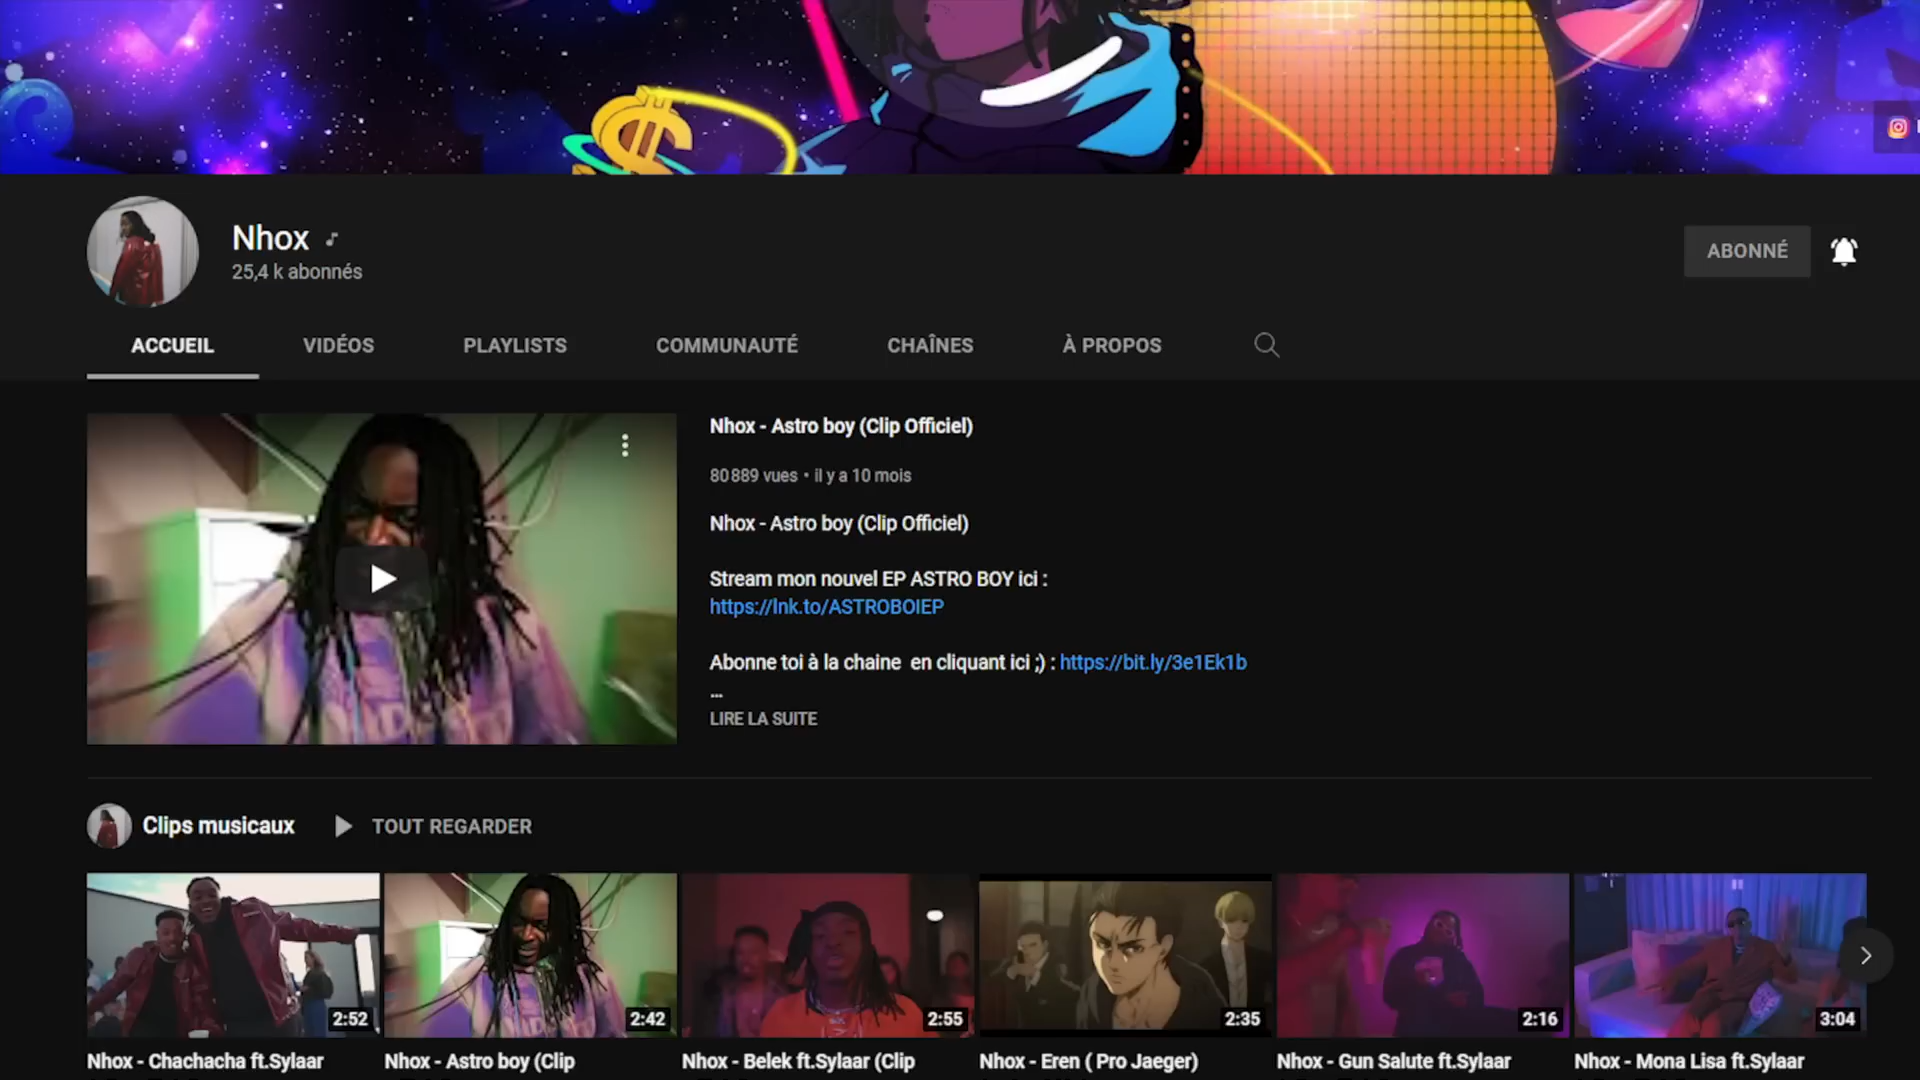 Nhox
25,4 k abonnés
ABONNÉ
ACCUEIL VIDÉOS PLAYLISTS COMMUNAUTÉ CHAÎNES À PROPOS
Nhox - Astro boy (Clip Officiel)
80 889 vues • il y a 10 mois
Nhox - Astro boy (Clip Officiel)
Stream mon nouvel EP ASTRO BOY ici :
https://lnk.to/ASTROBOIEP
Abonne toi à la chaine en cliquant ici ;) : https://bit.ly/3e1Ek1b
...
LIRE LA SUITE
Clips musicaux TOUT REGARDER
2:52 2:42 2:55 2:35 2:16 3:04
Nhox - Chachacha ft.Sylaar Nhox - Astro boy (Clip Nhox - Belek ft.Sylaar (Clip Nhox - Eren ( Pro Jaeger) Nhox - Gun Salute ft.Sylaar Nhox - Mona Lisa ft.Sylaar